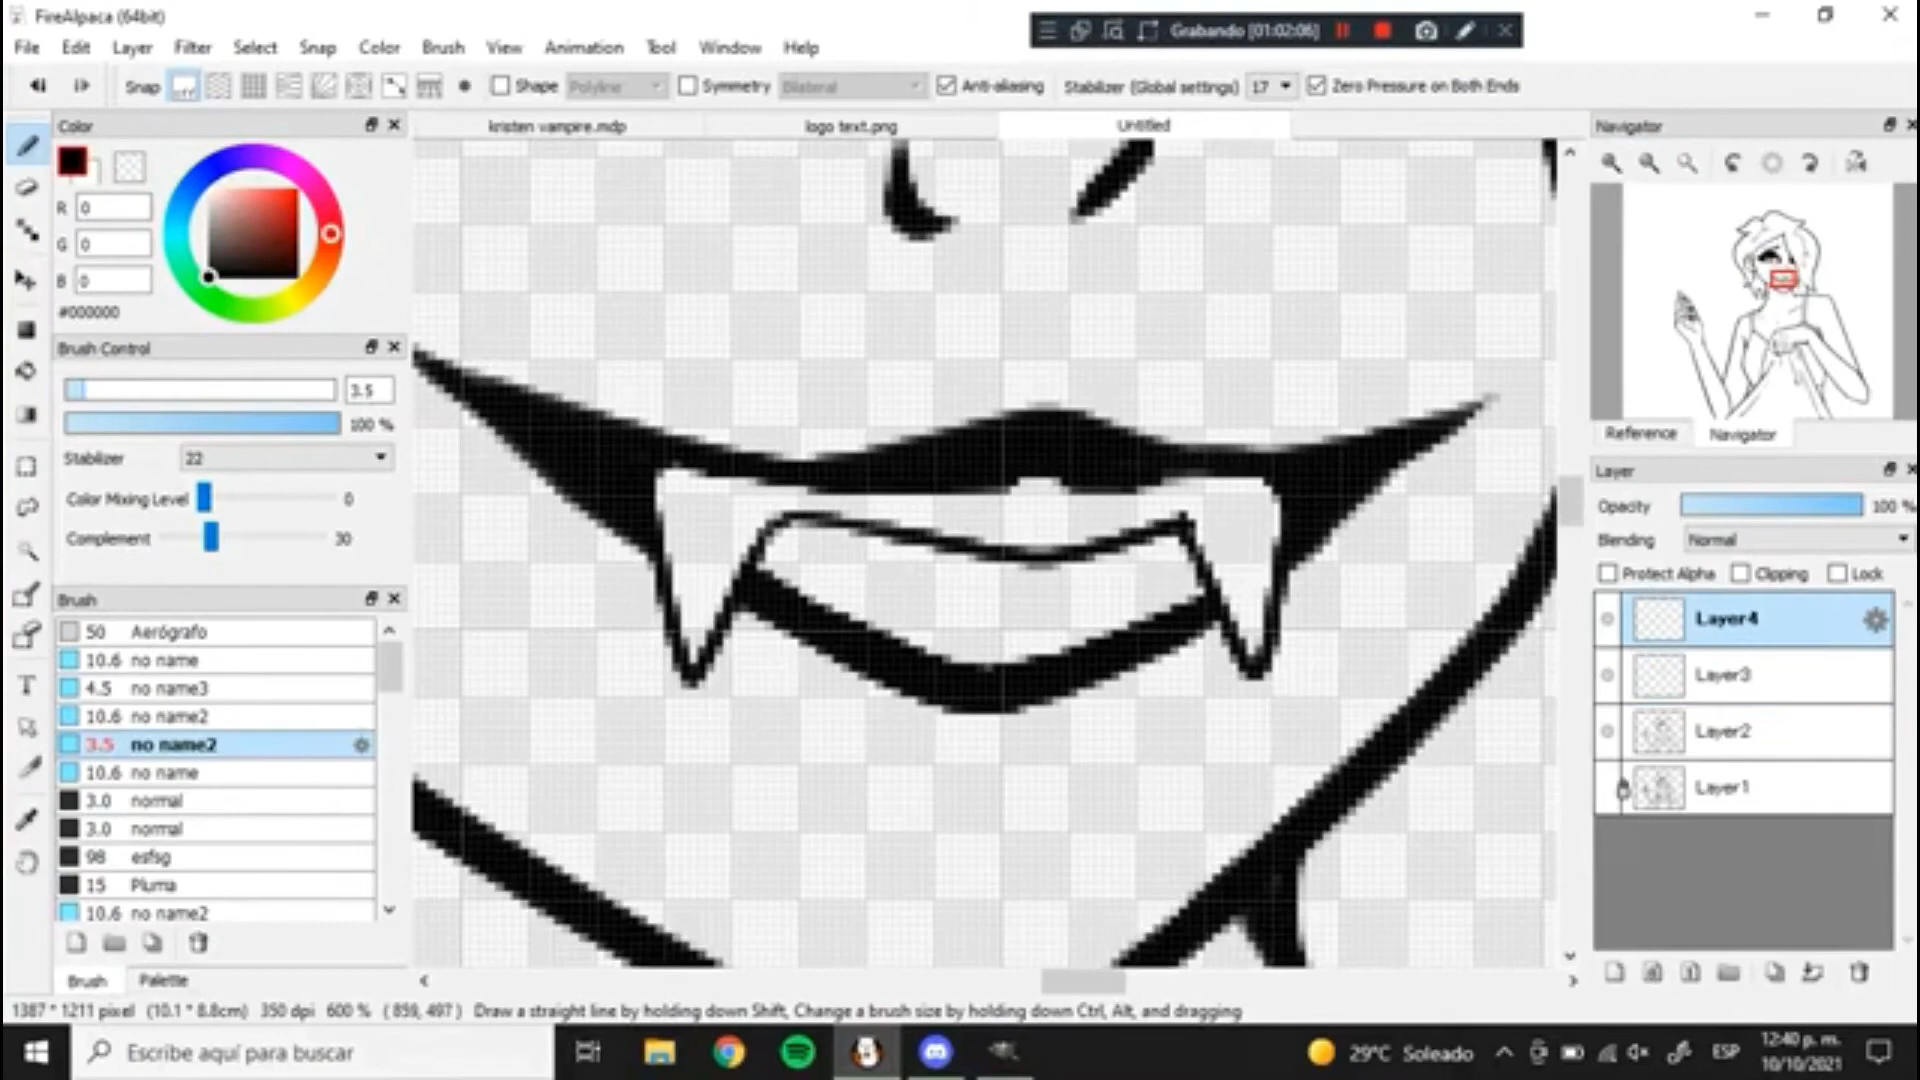 FireAlpaca (64bit)
Grabando [01:02:06]
File Edit Layer Filter Select Snap Color Brush View Animation Tool Window Help
Snap Shape Polyline Symmetry Bilateral Anti-aliasing Stabilizer (Global settings) 17 Zero Pressure on Both Ends
Color
kristen vampire.mdp logo text.png Untitled
Navigator
R 0
G 0
B 0
#000000
Brush Control
3.5
100 %
Stabilizer 22
Color Mixing Level 0
Complement 30
Brush
50 Aerógrafo
10.6 no name
4.5 no name3
10.6 no name2
3.5 no name2
10.6 no name
3.0 normal
3.0 normal
98 esfsg
15 Pluma
10.6 no name2
Brush Palette
Reference Navigator
Layer
Opacity 100 %
Blending Normal
Protect Alpha Clipping Lock
Layer4
Layer3
Layer2
Layer1
1387 * 1211 pixel (10.1 * 8.8cm) 350 dpi 600 % ( 859, 497 ) Draw a straight line by holding down Shift, Change a brush size by holding down Ctrl, Alt, and dragging
Escribe aquí para buscar
29°C Soleado
ESP
12:40 p. m.
10/10/2021